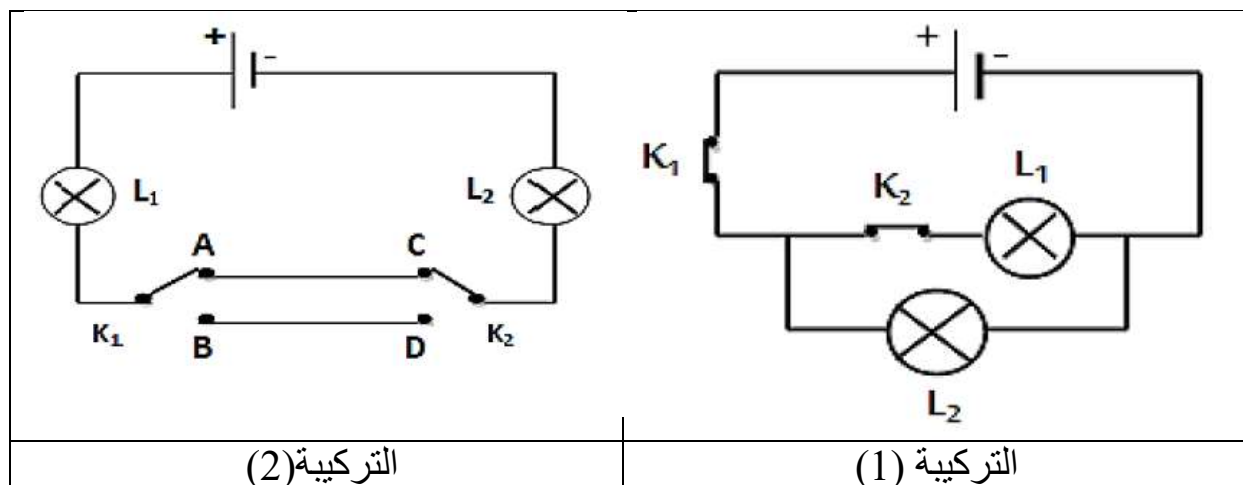 + -
L₁
L₂
A C
K₁ K₂
B D
+ -
K₁
K₂
L₁
L₂
التركيبة (1)
التركيبة(2)